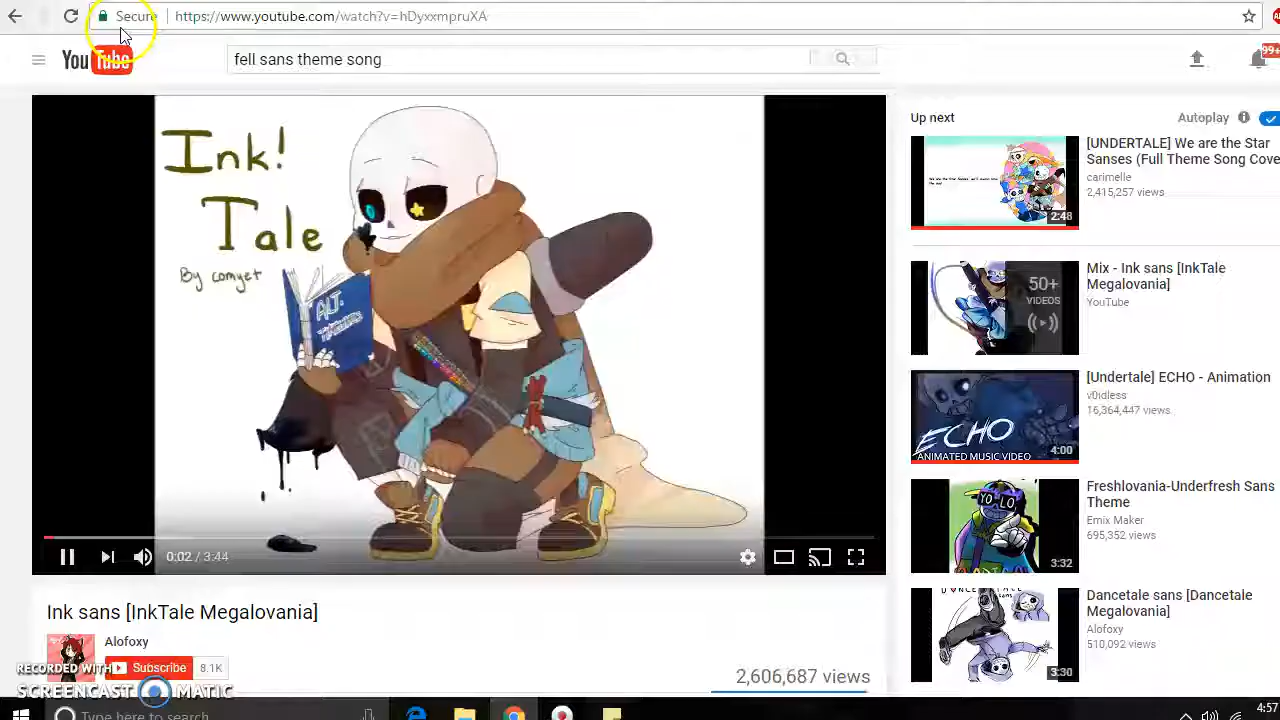 Secure https://www.youtube.com/watch?v=hDyxxmpruXA
YouTube
fell sans theme song
99+
Ink!
Tale
By comyet
0:02 / 3:44
Ink sans [InkTale Megalovania]
Alofoxy
Subscribe 8.1K
2,606,687 views
Up next
Autoplay
[UNDERTALE] We are the Star
Sanses (Full Theme Song Cove
carimelle
2,415,257 views
2:48
Mix - Ink sans [InkTale
Megalovania]
YouTube
50+
VIDEOS
[Undertale] ECHO - Animation
v0idless
16,364,447 views
ECHO
ANIMATED MUSIC VIDEO
4:00
Freshlovania-Underfresh Sans
Theme
Emix Maker
695,352 views
YO LO
3:32
Dancetale sans [Dancetale
Megalovania]
Alofoxy
510,092 views
3:30
RECORDED WITH
SCREENCAST MATIC
Type here to search
4:57